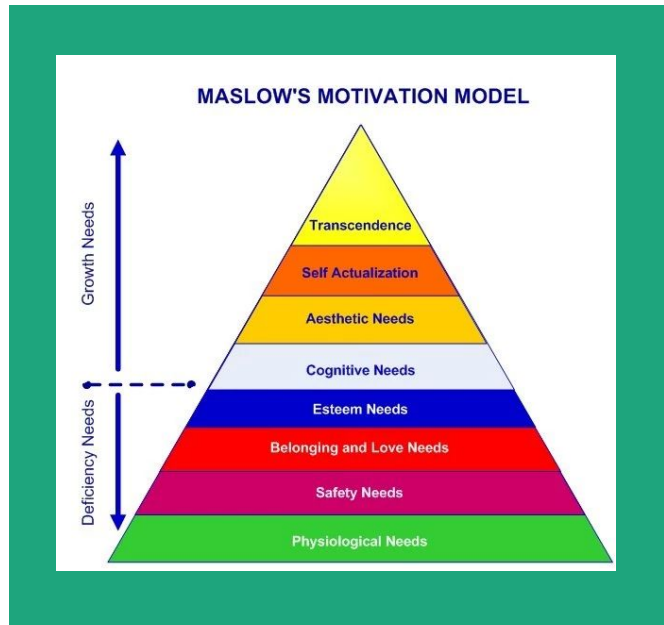 MASLOW'S MOTIVATION MODEL
Growth Needs
Deficiency Needs
Transcendence
Self Actualization
Aesthetic Needs
Cognitive Needs
Esteem Needs
Belonging and Love Needs
Safety Needs
Physiological Needs